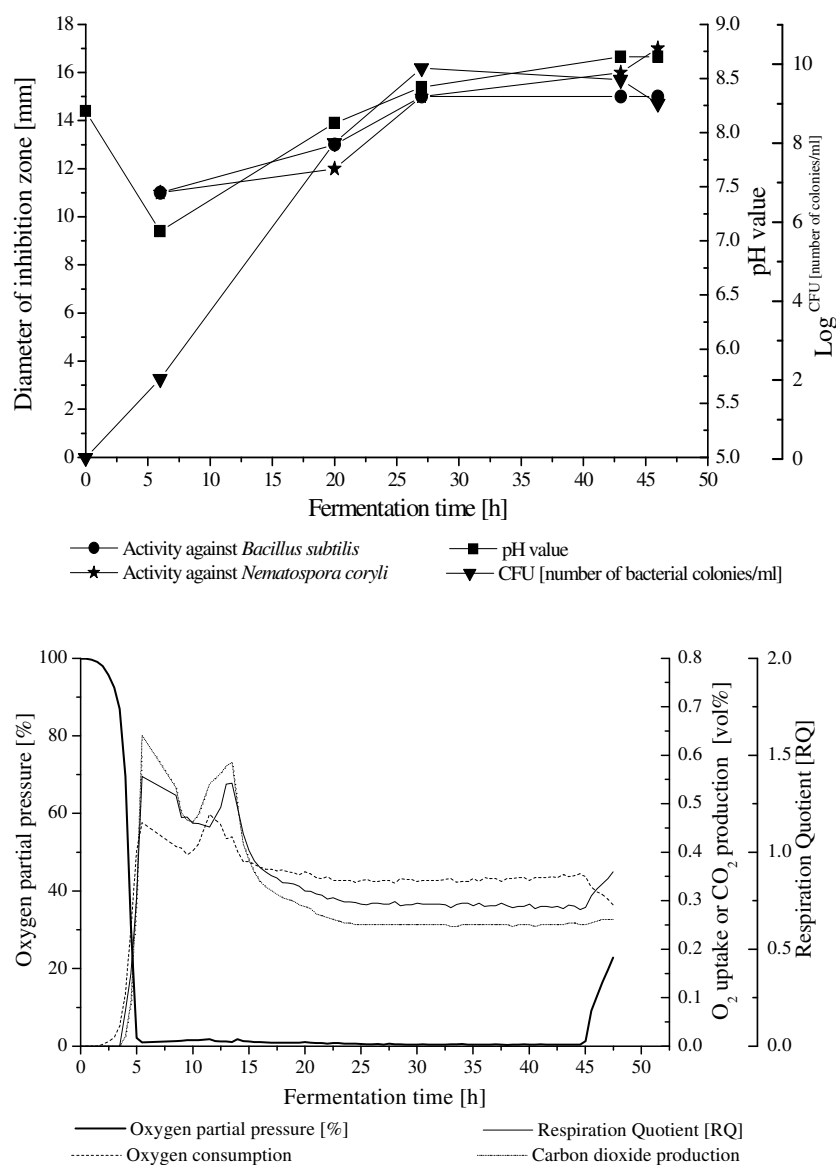 Diameter of inhibition zone [mm]
18
16
14
12
10
8
6
4
2
0
0 5 10 15 20 25 30 35 40 45 50
Fermentation time [h]
9.0
8.5
8.0
7.5
7.0
6.5
6.0
5.5
5.0
pH value
10
8
6
4
2
0
Log CFU [number of colonies/ml]
Activity against Bacillus subtilis
pH value
Activity against Nematospora coryli
CFU [number of bacterial colonies/ml]
Oxygen partial pressure [%]
100
80
60
40
20
0
0 5 10 15 20 25 30 35 40 45 50
Fermentation time [h]
0.8
0.7
0.6
0.5
0.4
0.3
0.2
0.1
0.0
O2 uptake or CO2 production [vol%]
2.0
1.5
1.0
0.5
0.0
Respiration Quotient [RQ]
Oxygen partial pressure [%]
Respiration Quotient [RQ]
Oxygen consumption
Carbon dioxide production